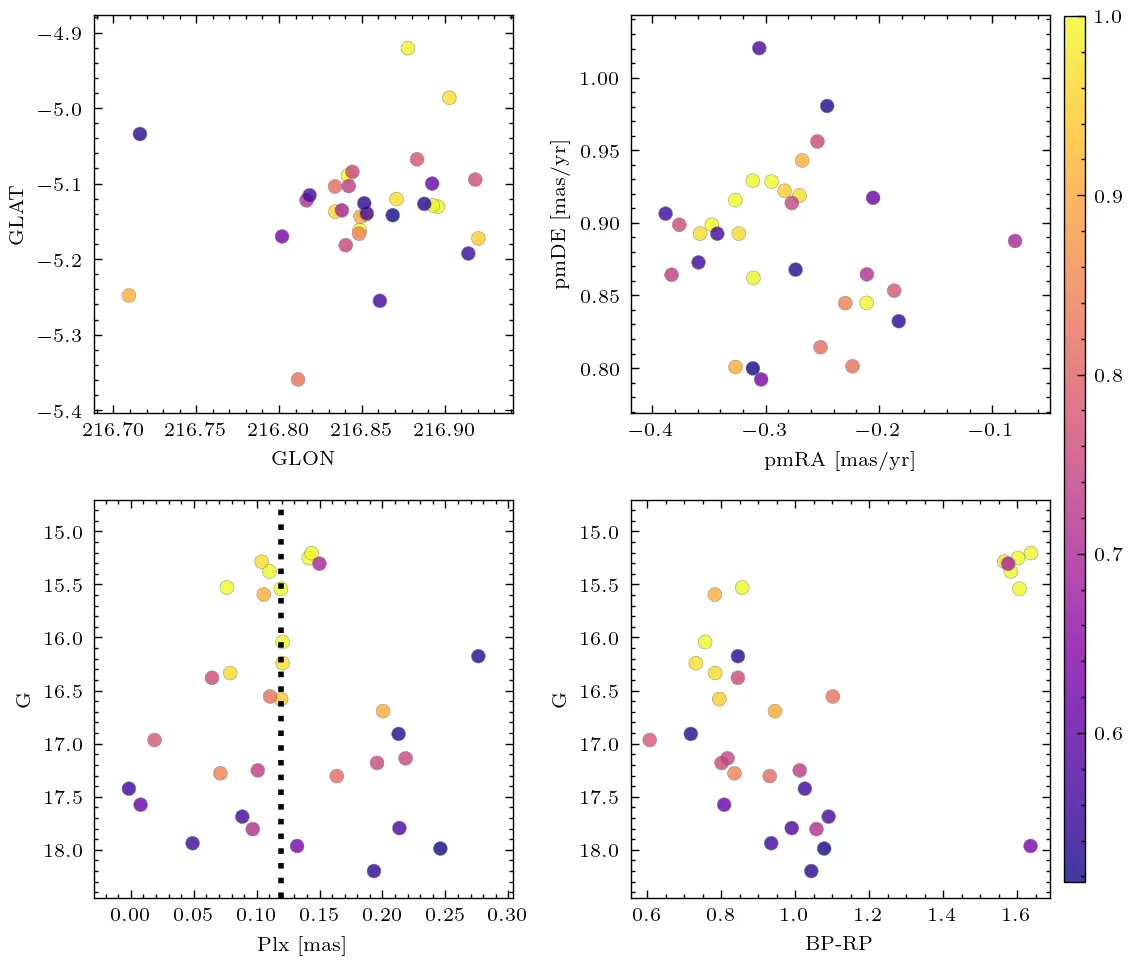 −4.9
−5.0
−5.1
−5.2
−5.3
−5.4
GLAT
216.70 216.75 216.80 216.85 216.90
GLON
1.00
0.95
0.90
0.85
0.80
pmDE [mas/yr]
−0.4 −0.3 −0.2 −0.1
pmRA [mas/yr]
1.0
0.9
0.8
0.7
0.6
15.0
15.5
16.0
16.5
17.0
17.5
18.0
G
0.00 0.05 0.10 0.15 0.20 0.25 0.30
Plx [mas]
15.0
15.5
16.0
16.5
17.0
17.5
18.0
G
0.6 0.8 1.0 1.2 1.4 1.6
BP-RP